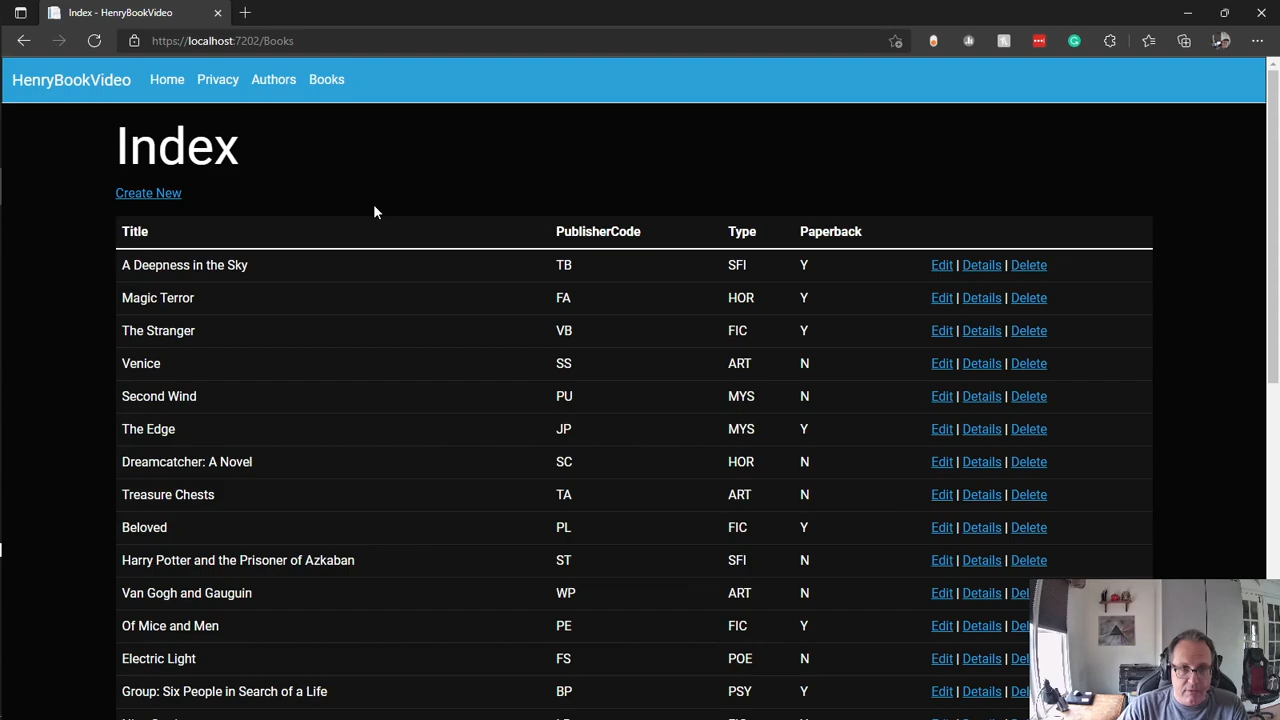 Index - HenryBookVideo
https://localhost:7202/Books
HenryBookVideo Home Privacy Authors Books
Index
Create New
Title PublisherCode Type Paperback
A Deepness in the Sky TB SFI Y Edit | Details | Delete
Magic Terror FA HOR Y Edit | Details | Delete
The Stranger VB FIC Y Edit | Details | Delete
Venice SS ART N Edit | Details | Delete
Second Wind PU MYS N Edit | Details | Delete
The Edge JP MYS Y Edit | Details | Delete
Dreamcatcher: A Novel SC HOR N Edit | Details | Delete
Treasure Chests TA ART N Edit | Details | Delete
Beloved PL FIC Y Edit | Details | Delete
Harry Potter and the Prisoner of Azkaban ST SFI N Edit | Details | Delete
Van Gogh and Gauguin WP ART N Edit | Details | Del
Of Mice and Men PE FIC Y Edit | Details | Del
Electric Light FS POE N Edit | Details | Del
Group: Six People in Search of a Life BP PSY Y Edit | Details | Del